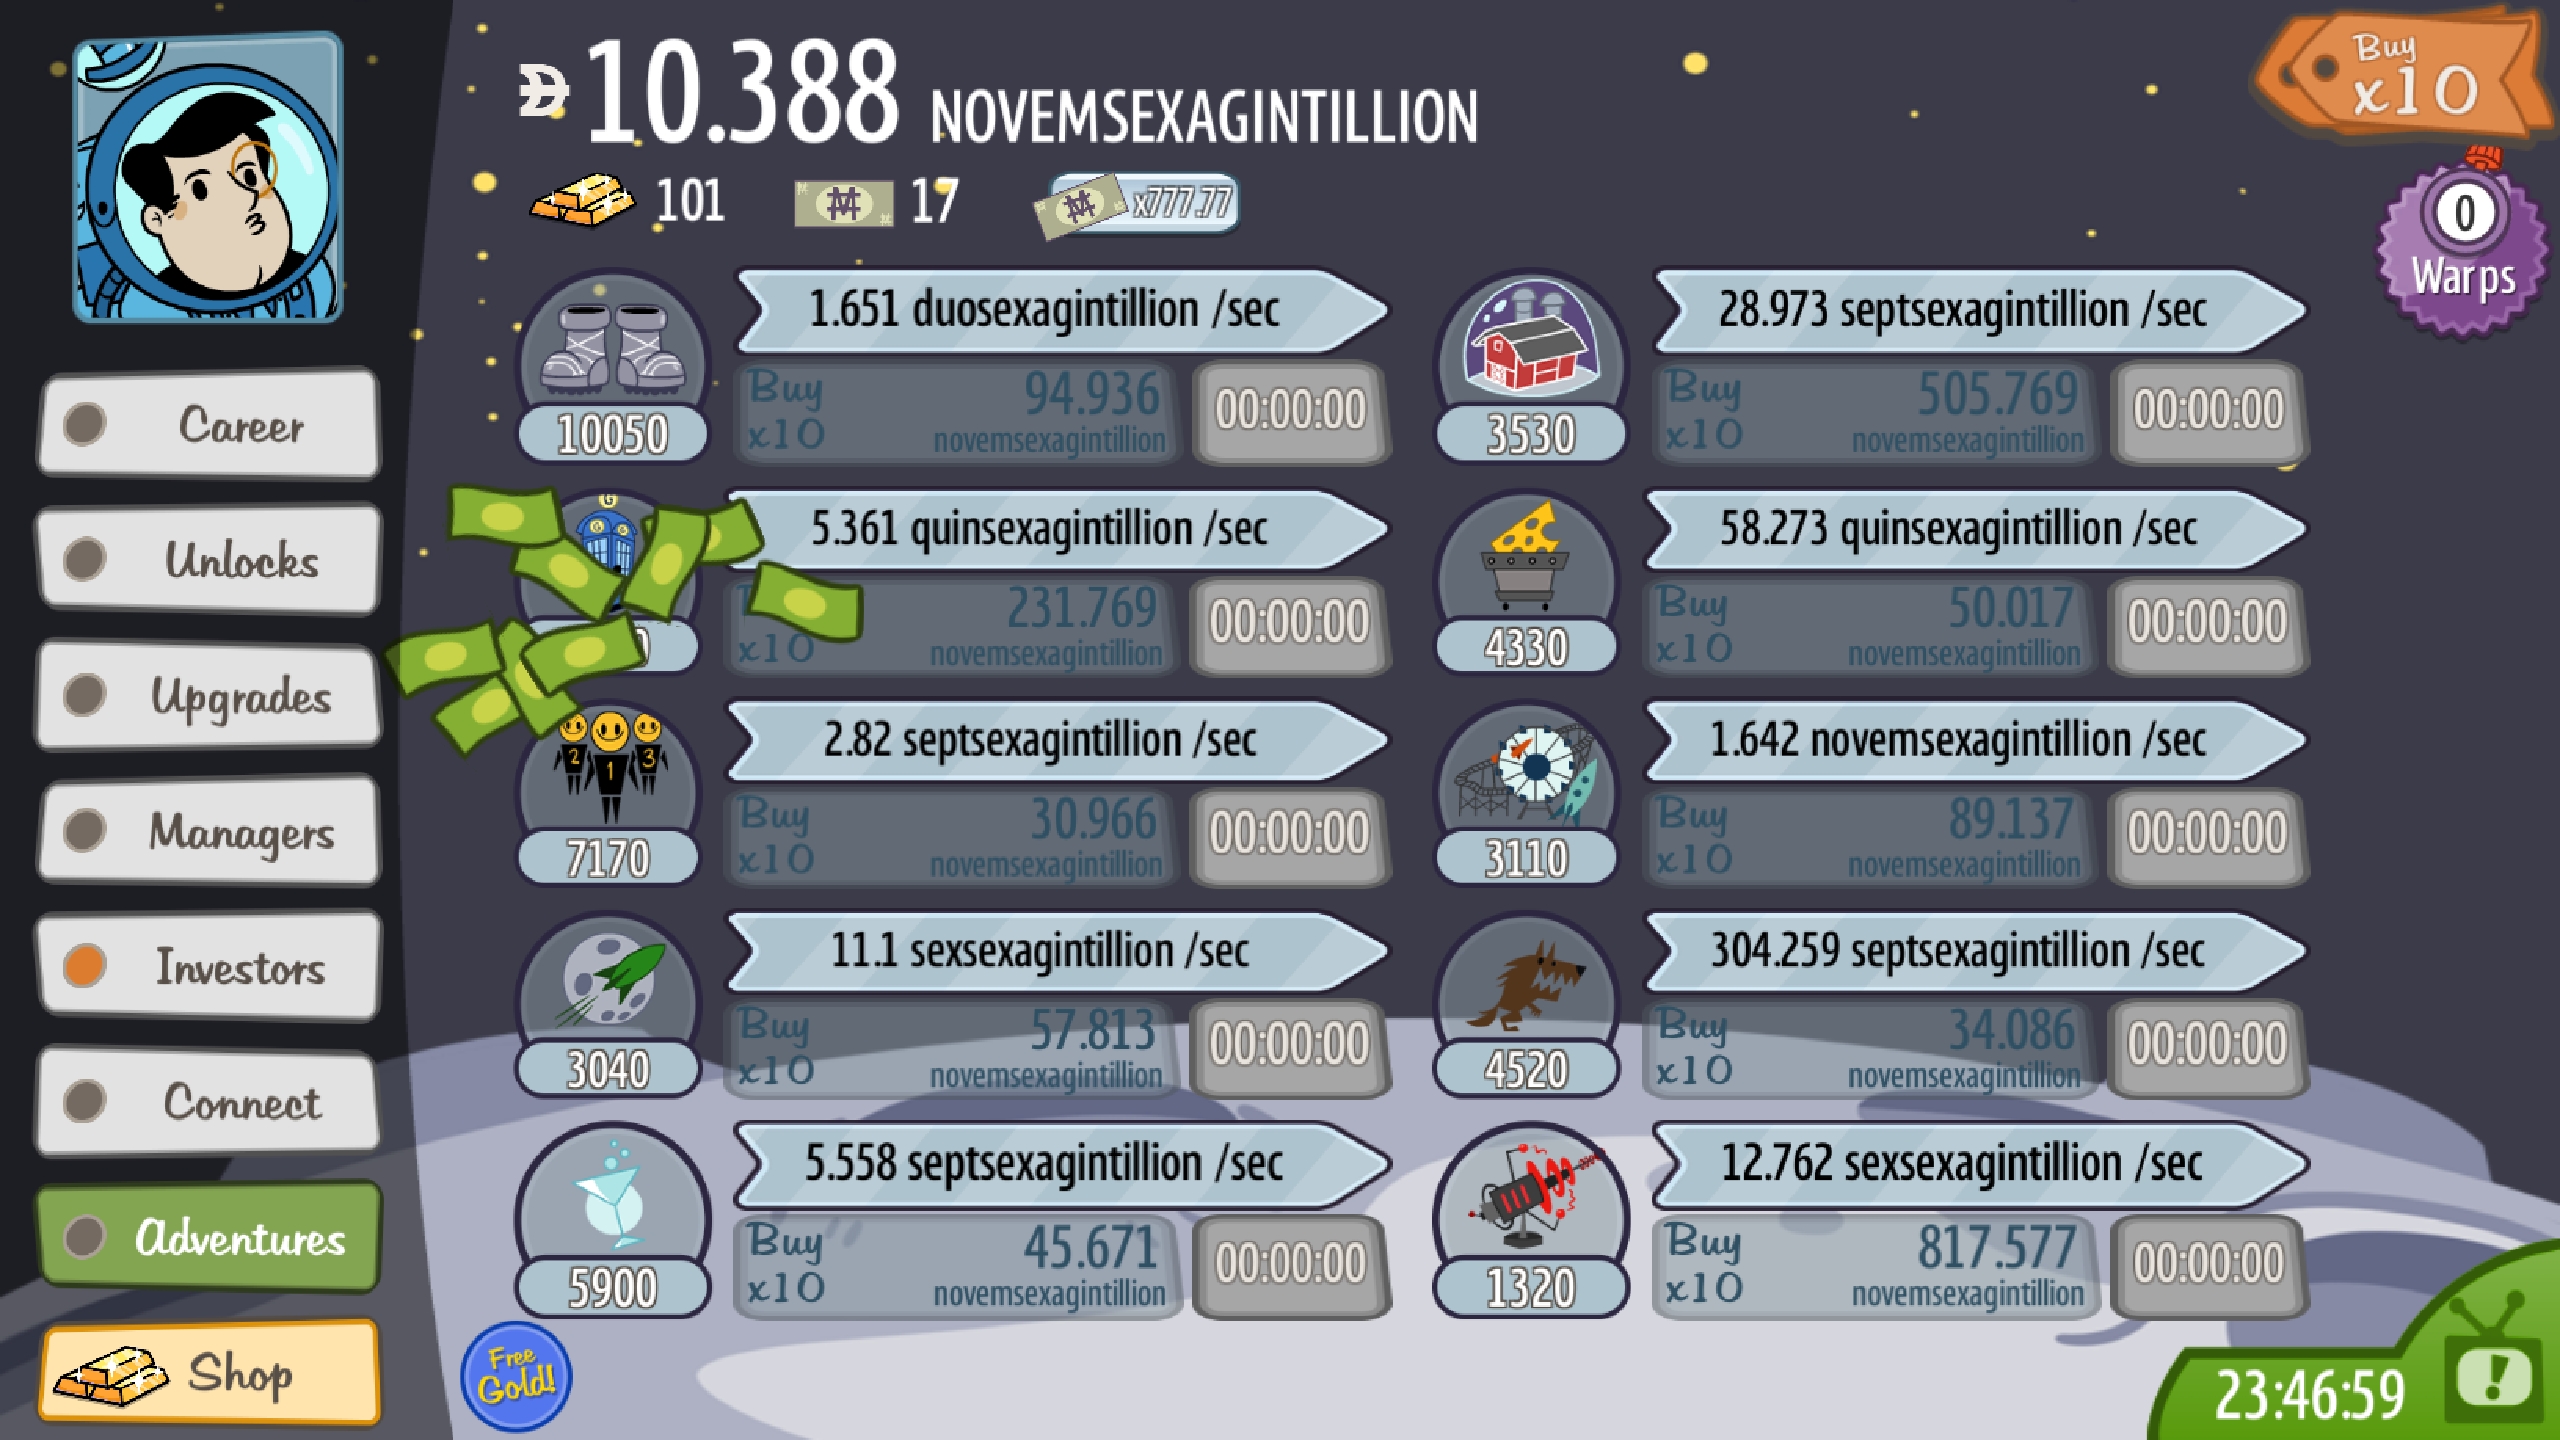 10.388 NOVEMSEXAGINTILLION
Buy
x10
101
17
x777.77
0
Warps
Career
Unlocks
Upgrades
Managers
Investors
Connect
Adventures
Shop
1.651 duosexagintillion /sec
10050
Buy
x10
94.936
novemsexagintillion
00:00:00
28.973 septsexagintillion /sec
3530
Buy
x10
505.769
novemsexagintillion
00:00:00
5.361 quinsexagintillion /sec
x10
231.769
novemsexagintillion
00:00:00
58.273 quinsexagintillion /sec
4330
Buy
x10
50.017
novemsexagintillion
00:00:00
2.82 septsexagintillion /sec
2 1 3
7170
Buy
x10
30.966
novemsexagintillion
00:00:00
1.642 novemsexagintillion /sec
3110
Buy
x10
89.137
novemsexagintillion
00:00:00
11.1 sexsexagintillion /sec
3040
Buy
x10
57.813
novemsexagintillion
00:00:00
304.259 septsexagintillion /sec
4520
Buy
x10
34.086
novemsexagintillion
00:00:00
5.558 septsexagintillion /sec
5900
Buy
x10
45.671
novemsexagintillion
00:00:00
12.762 sexsexagintillion /sec
1320
Buy
x10
817.577
novemsexagintillion
00:00:00
Free
Gold!
23:46:59
!